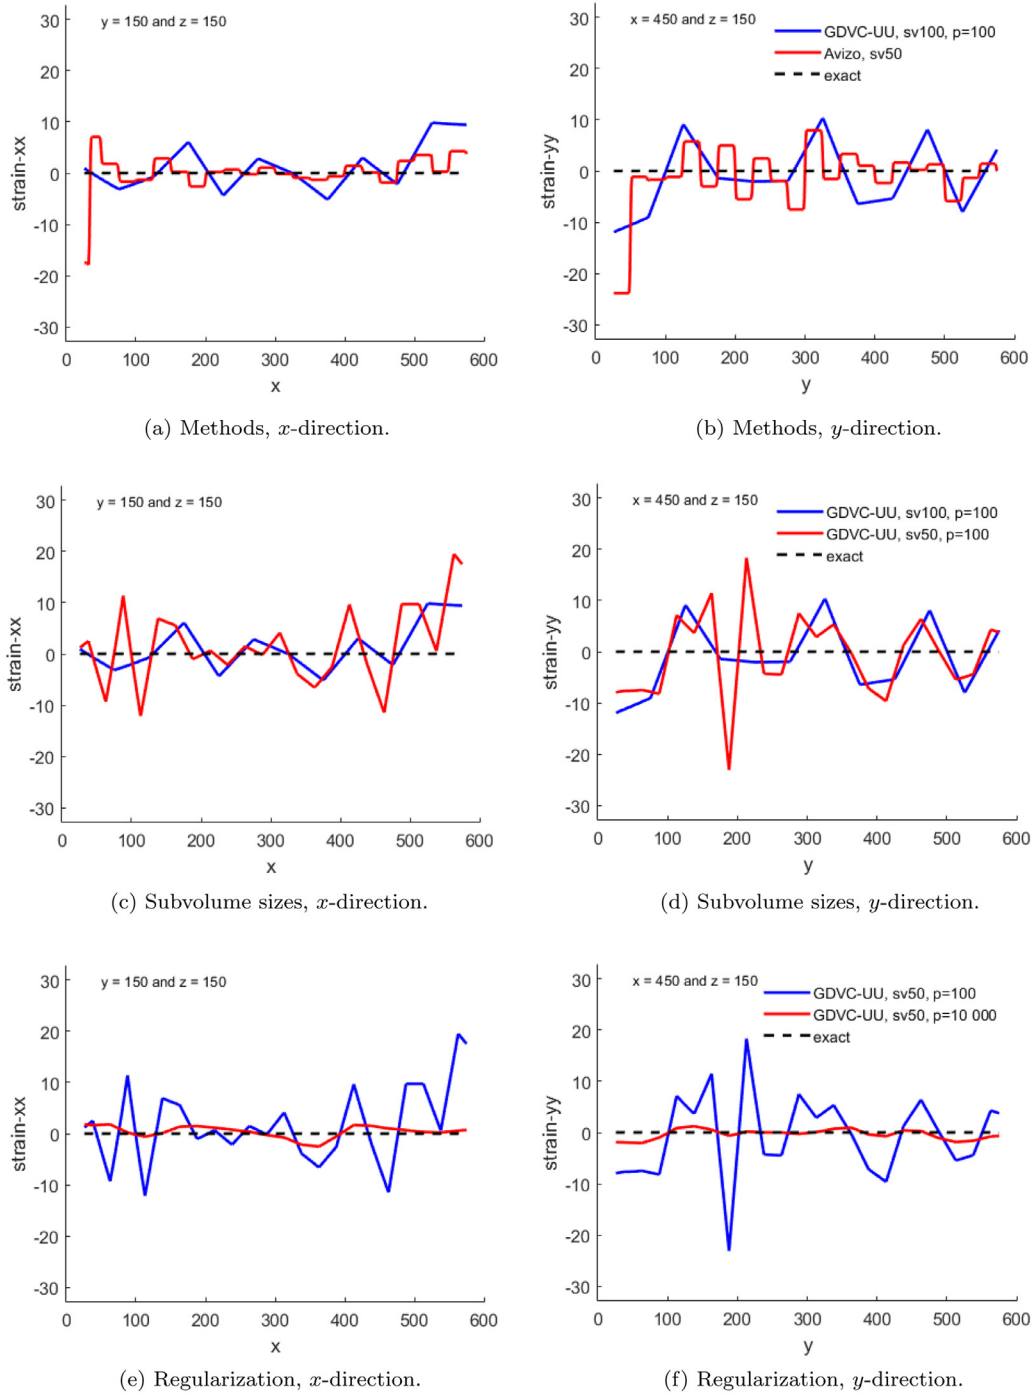 y = 150 and z = 150
30
20
10
0
-10
-20
-30
strain-xx
0 100 200 300 400 500 600
x
(a) Methods, x-direction.
x = 450 and z = 150
GDVC-UU, sv100, p=100
Avizo, sv50
exact
30
20
10
0
-10
-20
-30
strain-yy
0 100 200 300 400 500 600
y
(b) Methods, y-direction.
y = 150 and z = 150
30
20
10
0
-10
-20
-30
strain-xx
0 100 200 300 400 500 600
x
(c) Subvolume sizes, x-direction.
x = 450 and z = 150
GDVC-UU, sv100, p=100
GDVC-UU, sv50, p=100
exact
30
20
10
0
-10
-20
-30
strain-yy
0 100 200 300 400 500 600
y
(d) Subvolume sizes, y-direction.
y = 150 and z = 150
30
20
10
0
-10
-20
-30
strain-xx
0 100 200 300 400 500 600
x
(e) Regularization, x-direction.
x = 450 and z = 150
GDVC-UU, sv50, p=100
GDVC-UU, sv50, p=10 000
exact
30
20
10
0
-10
-20
-30
strain-yy
0 100 200 300 400 500 600
y
(f) Regularization, y-direction.